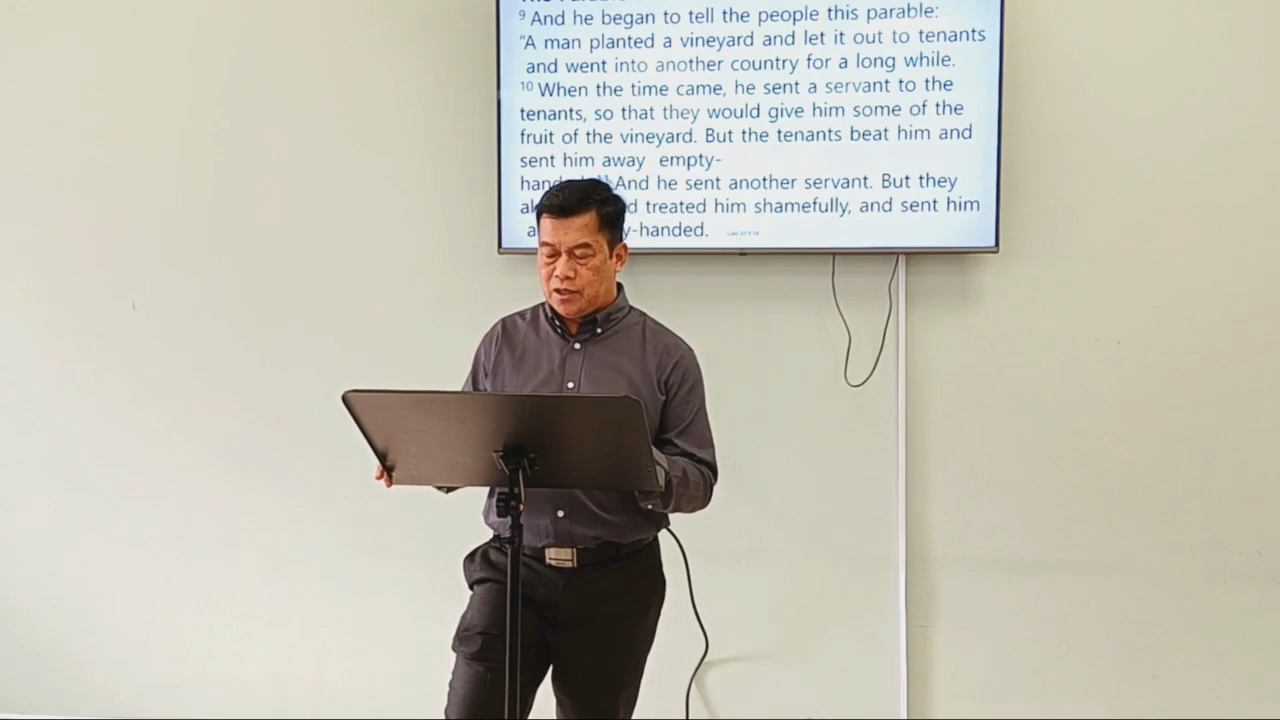 9 And he began to tell the people this parable:
“A man planted a vineyard and let it out to tenants
and went into another country for a long while.
10 When the time came, he sent a servant to the
tenants, so that they would give him some of the
fruit of the vineyard. But the tenants beat him and
sent him away empty-
And he sent another servant. But they
treated him shamefully, and sent him
-handed.